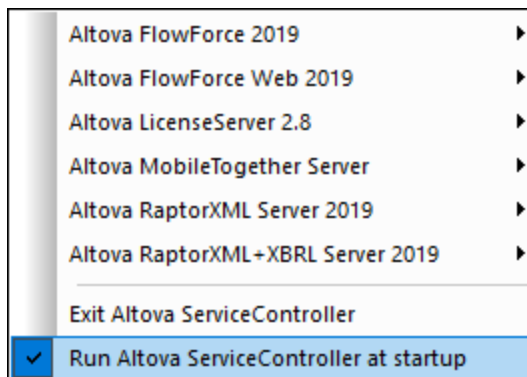 Altova FlowForce 2019
Altova FlowForce Web 2019
Altova LicenseServer 2.8
Altova MobileTogether Server
Altova RaptorXML Server 2019
Altova RaptorXML+XBRL Server 2019
Exit Altova ServiceController
Run Altova ServiceController at startup